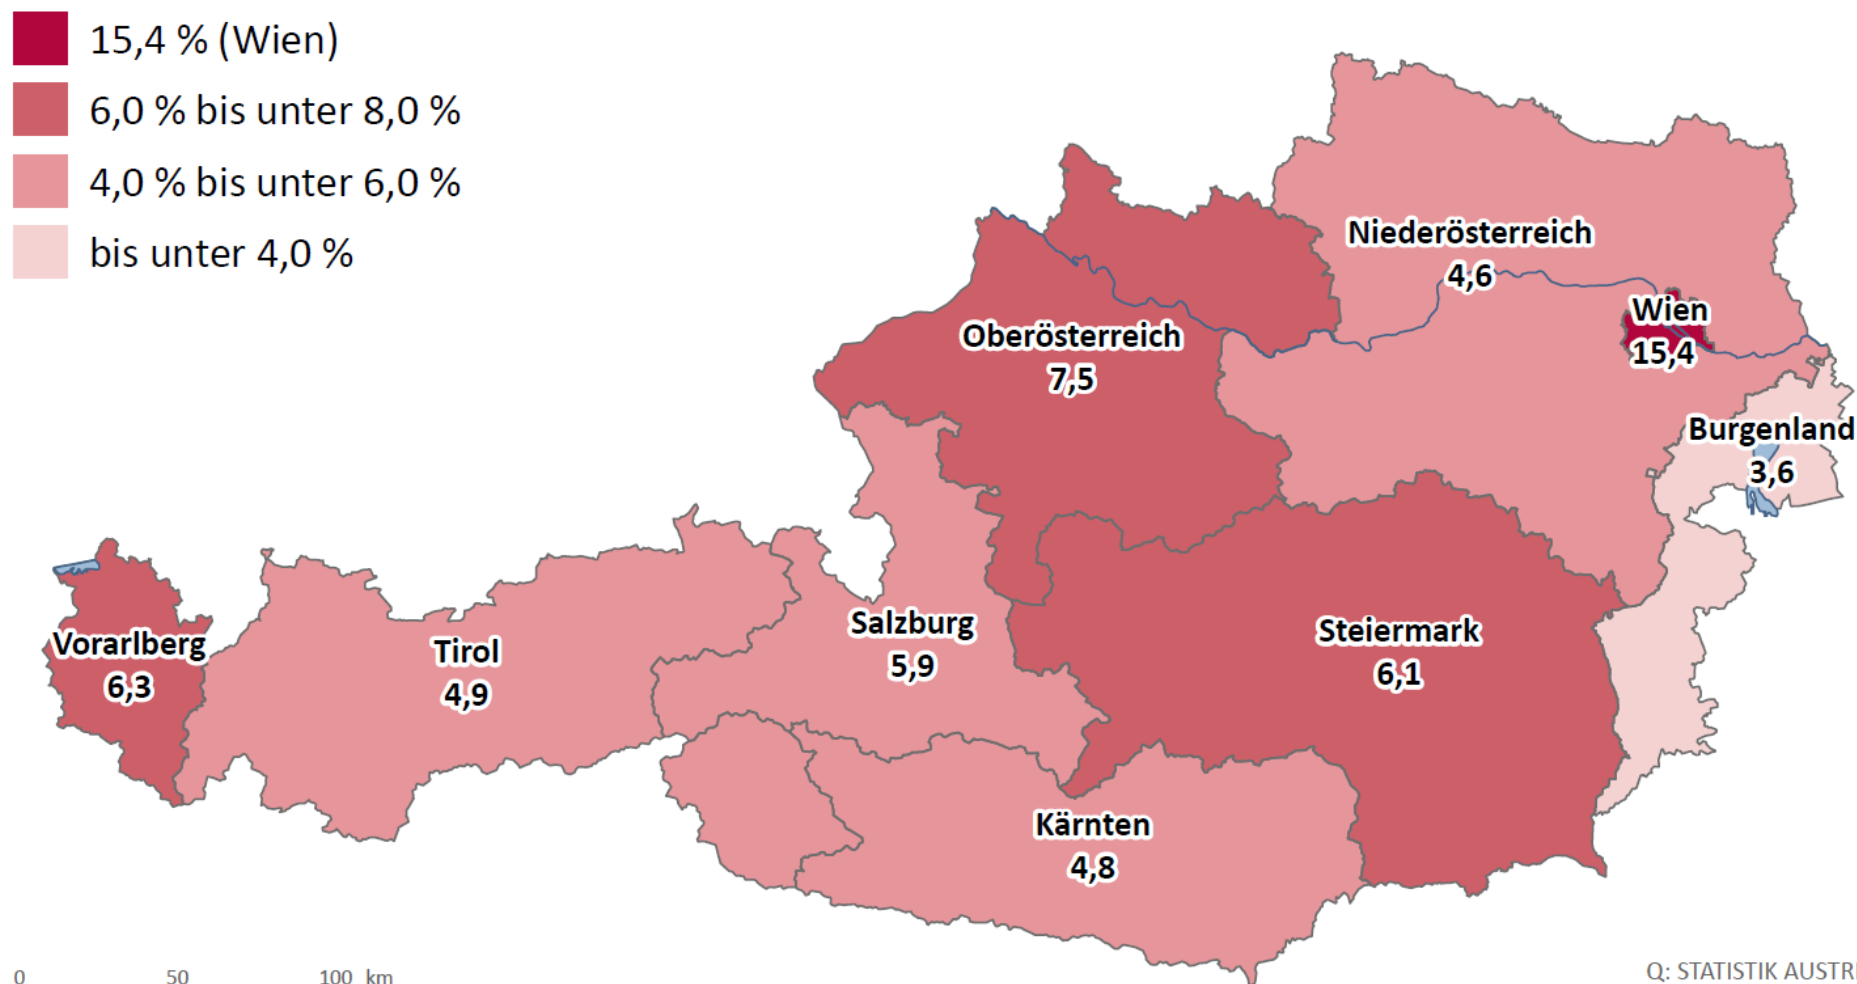 15,4 % (Wien)
6,0 % bis unter 8,0 %
4,0 % bis unter 6,0 %
bis unter 4,0 %
Niederösterreich
4,6
Wien
15,4
Oberösterreich
7,5
Burgenland
3,6
Vorarlberg
6,3
Tirol
4,9
Salzburg
5,9
Steiermark
6,1
Kärnten
4,8
0 50 100 km
Q: STATISTIK AUSTRI